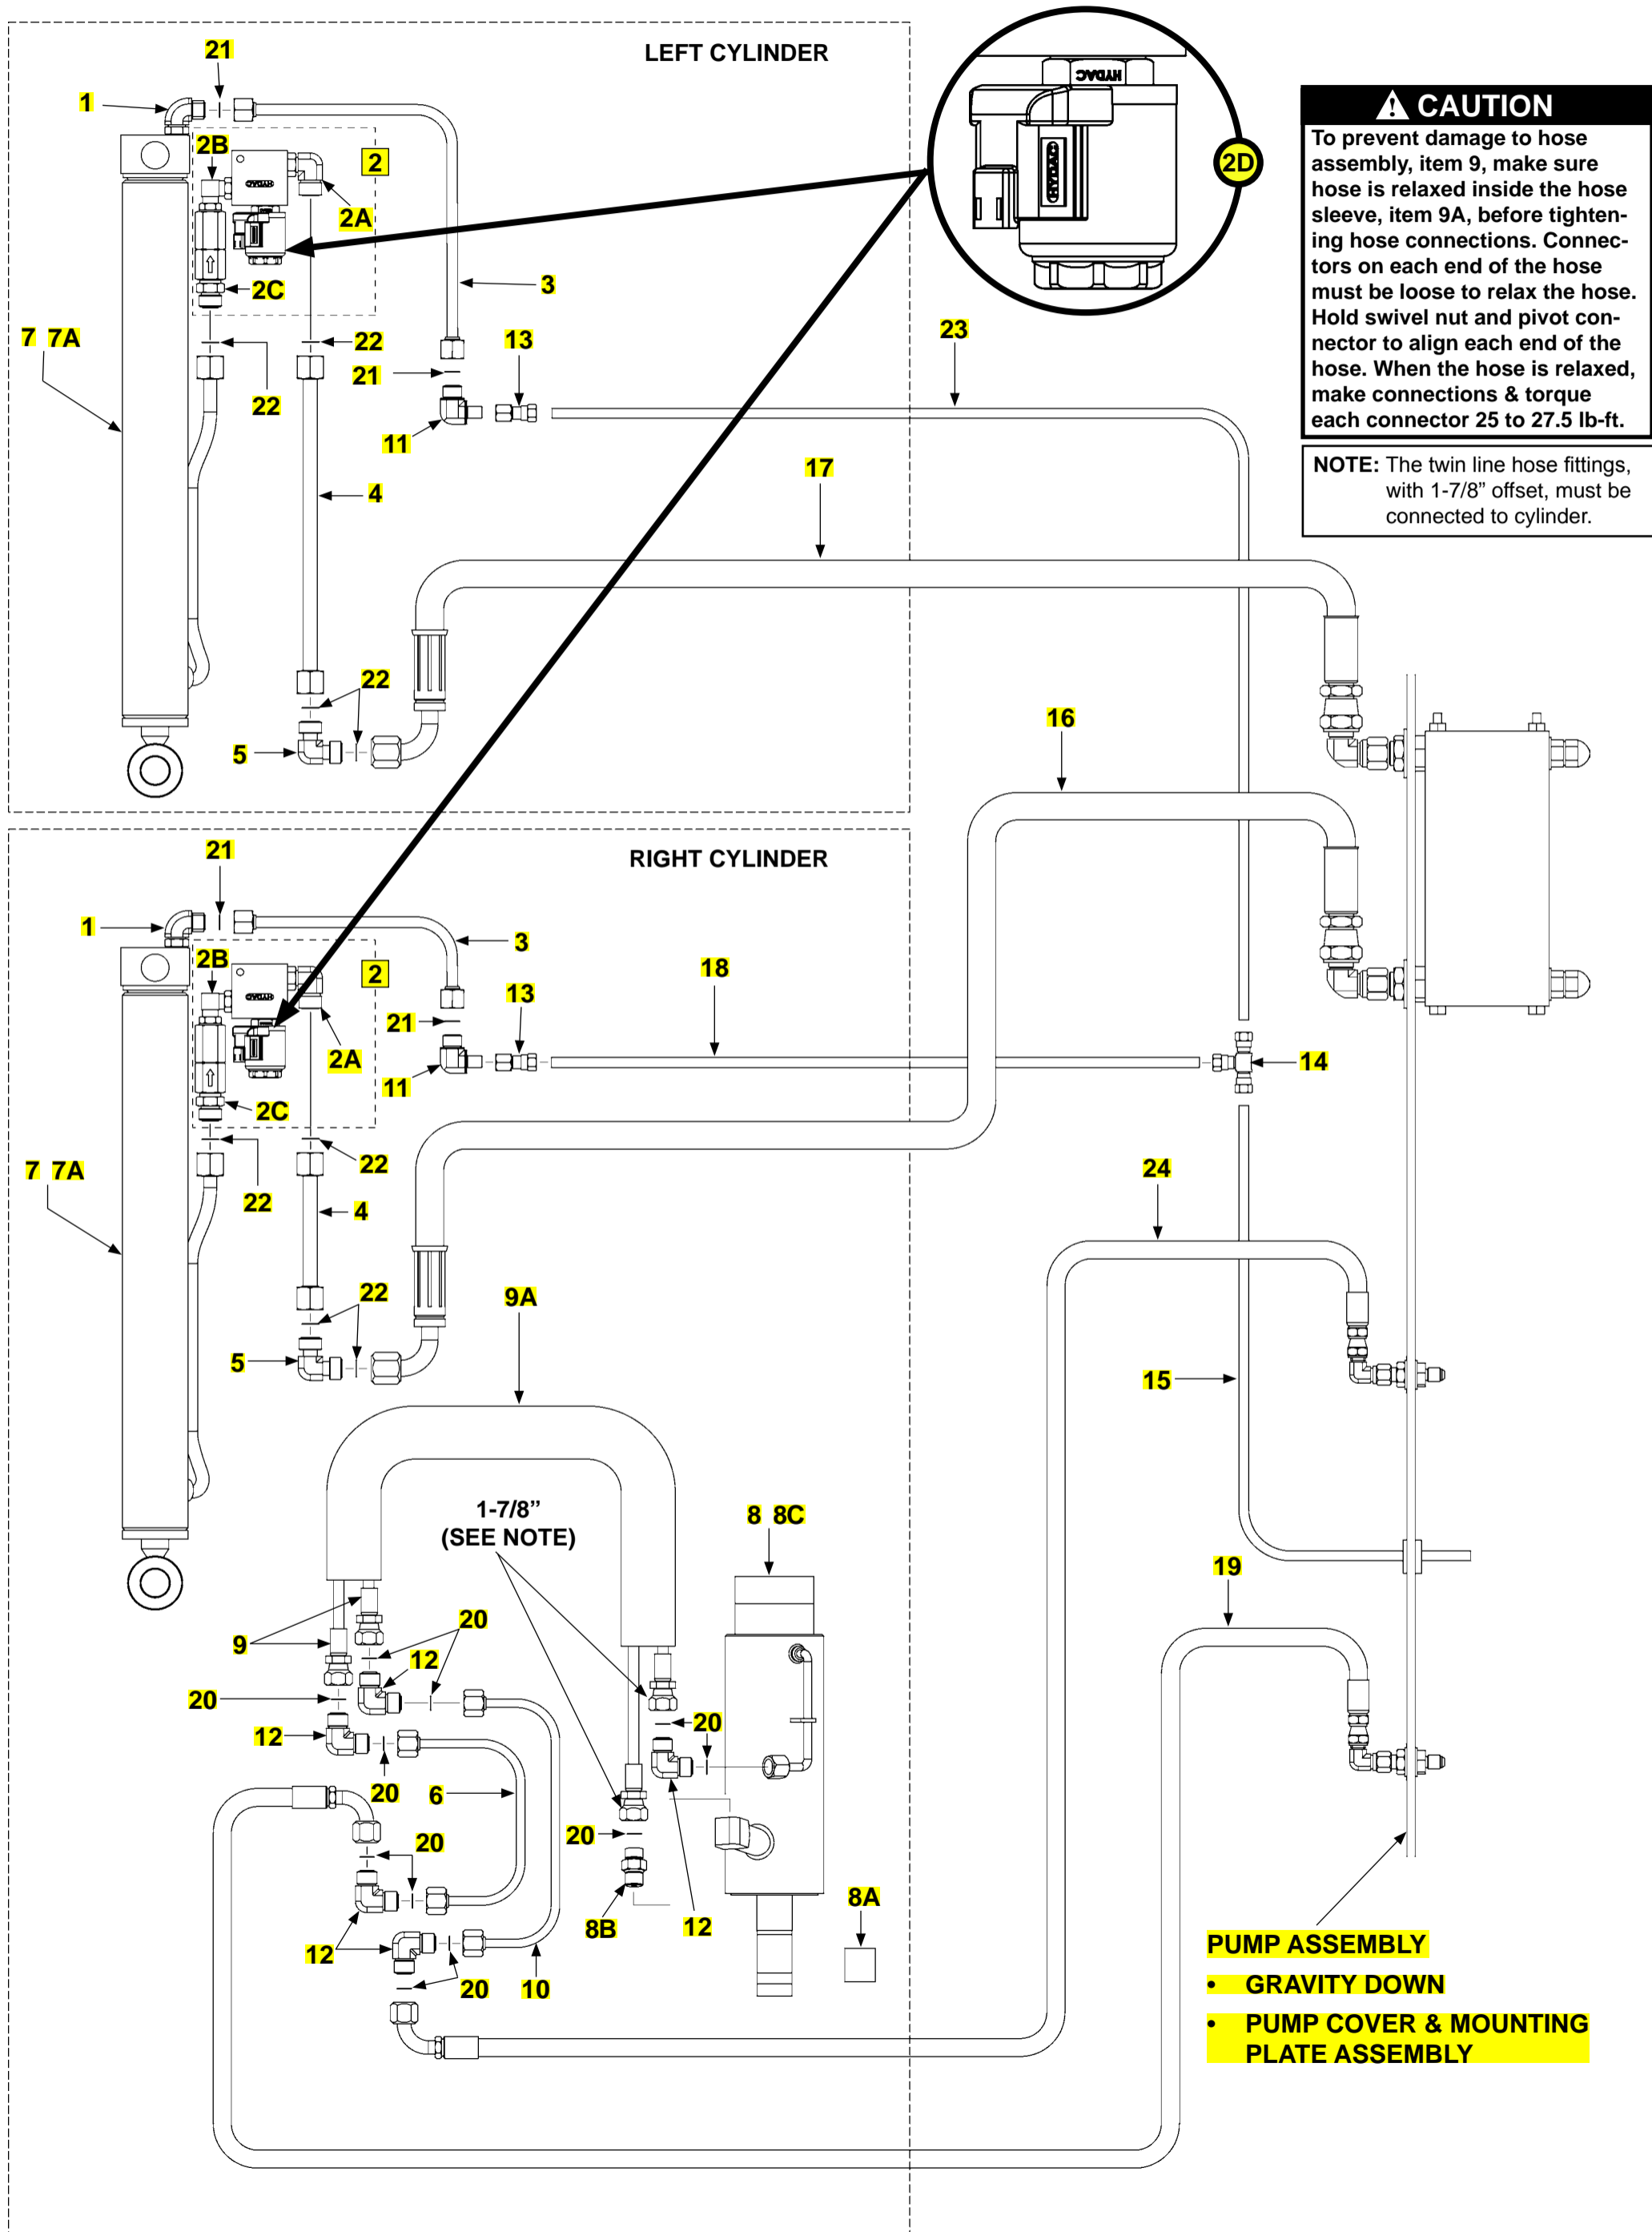 LEFT CYLINDER
21
1
2B
2
2A
2C
3
HYDAC
HYDAC
HYDAC
2D
7 7A
22
22
21
13
11
4
23
17
22
5
16
CAUTION
To prevent damage to hose
assembly, item 9, make sure
hose is relaxed inside the hose
sleeve, item 9A, before tighten-
ing hose connections. Connec-
tors on each end of the hose
must be loose to relax the hose.
Hold swivel nut and pivot con-
nector to align each end of the
hose. When the hose is relaxed,
make connections & torque
each connector 25 to 27.5 lb-ft.
NOTE: The twin line hose fittings,
with 1-7/8” offset, must be
connected to cylinder.
RIGHT CYLINDER
21
1
2B
2
2A
2C
HYDAC
3
18
13
21
11
14
7 7A
22
22
4
24
22
5
9A
15
1-7/8”
(SEE NOTE)
8 8C
19
9
20
12
20
12
20
20
6
20
20
12
8B
12
8A
20
10
PUMP ASSEMBLY
• GRAVITY DOWN
• PUMP COVER & MOUNTING
PLATE ASSEMBLY